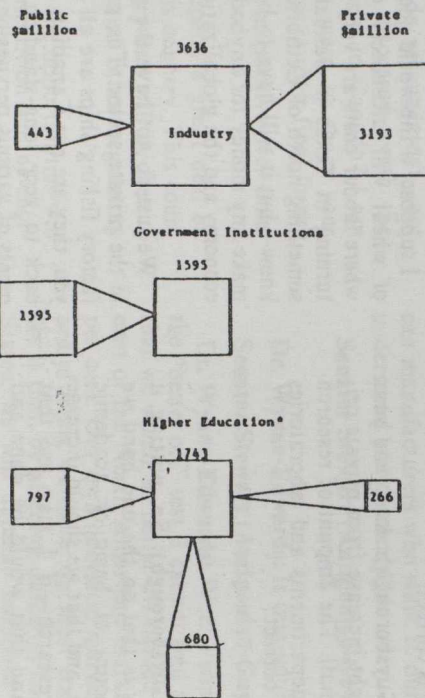 Public Private
$million $million
3636
443 Industry 3193
Government Institutions
1595
1595
Higher Education*
1743
797 266
680